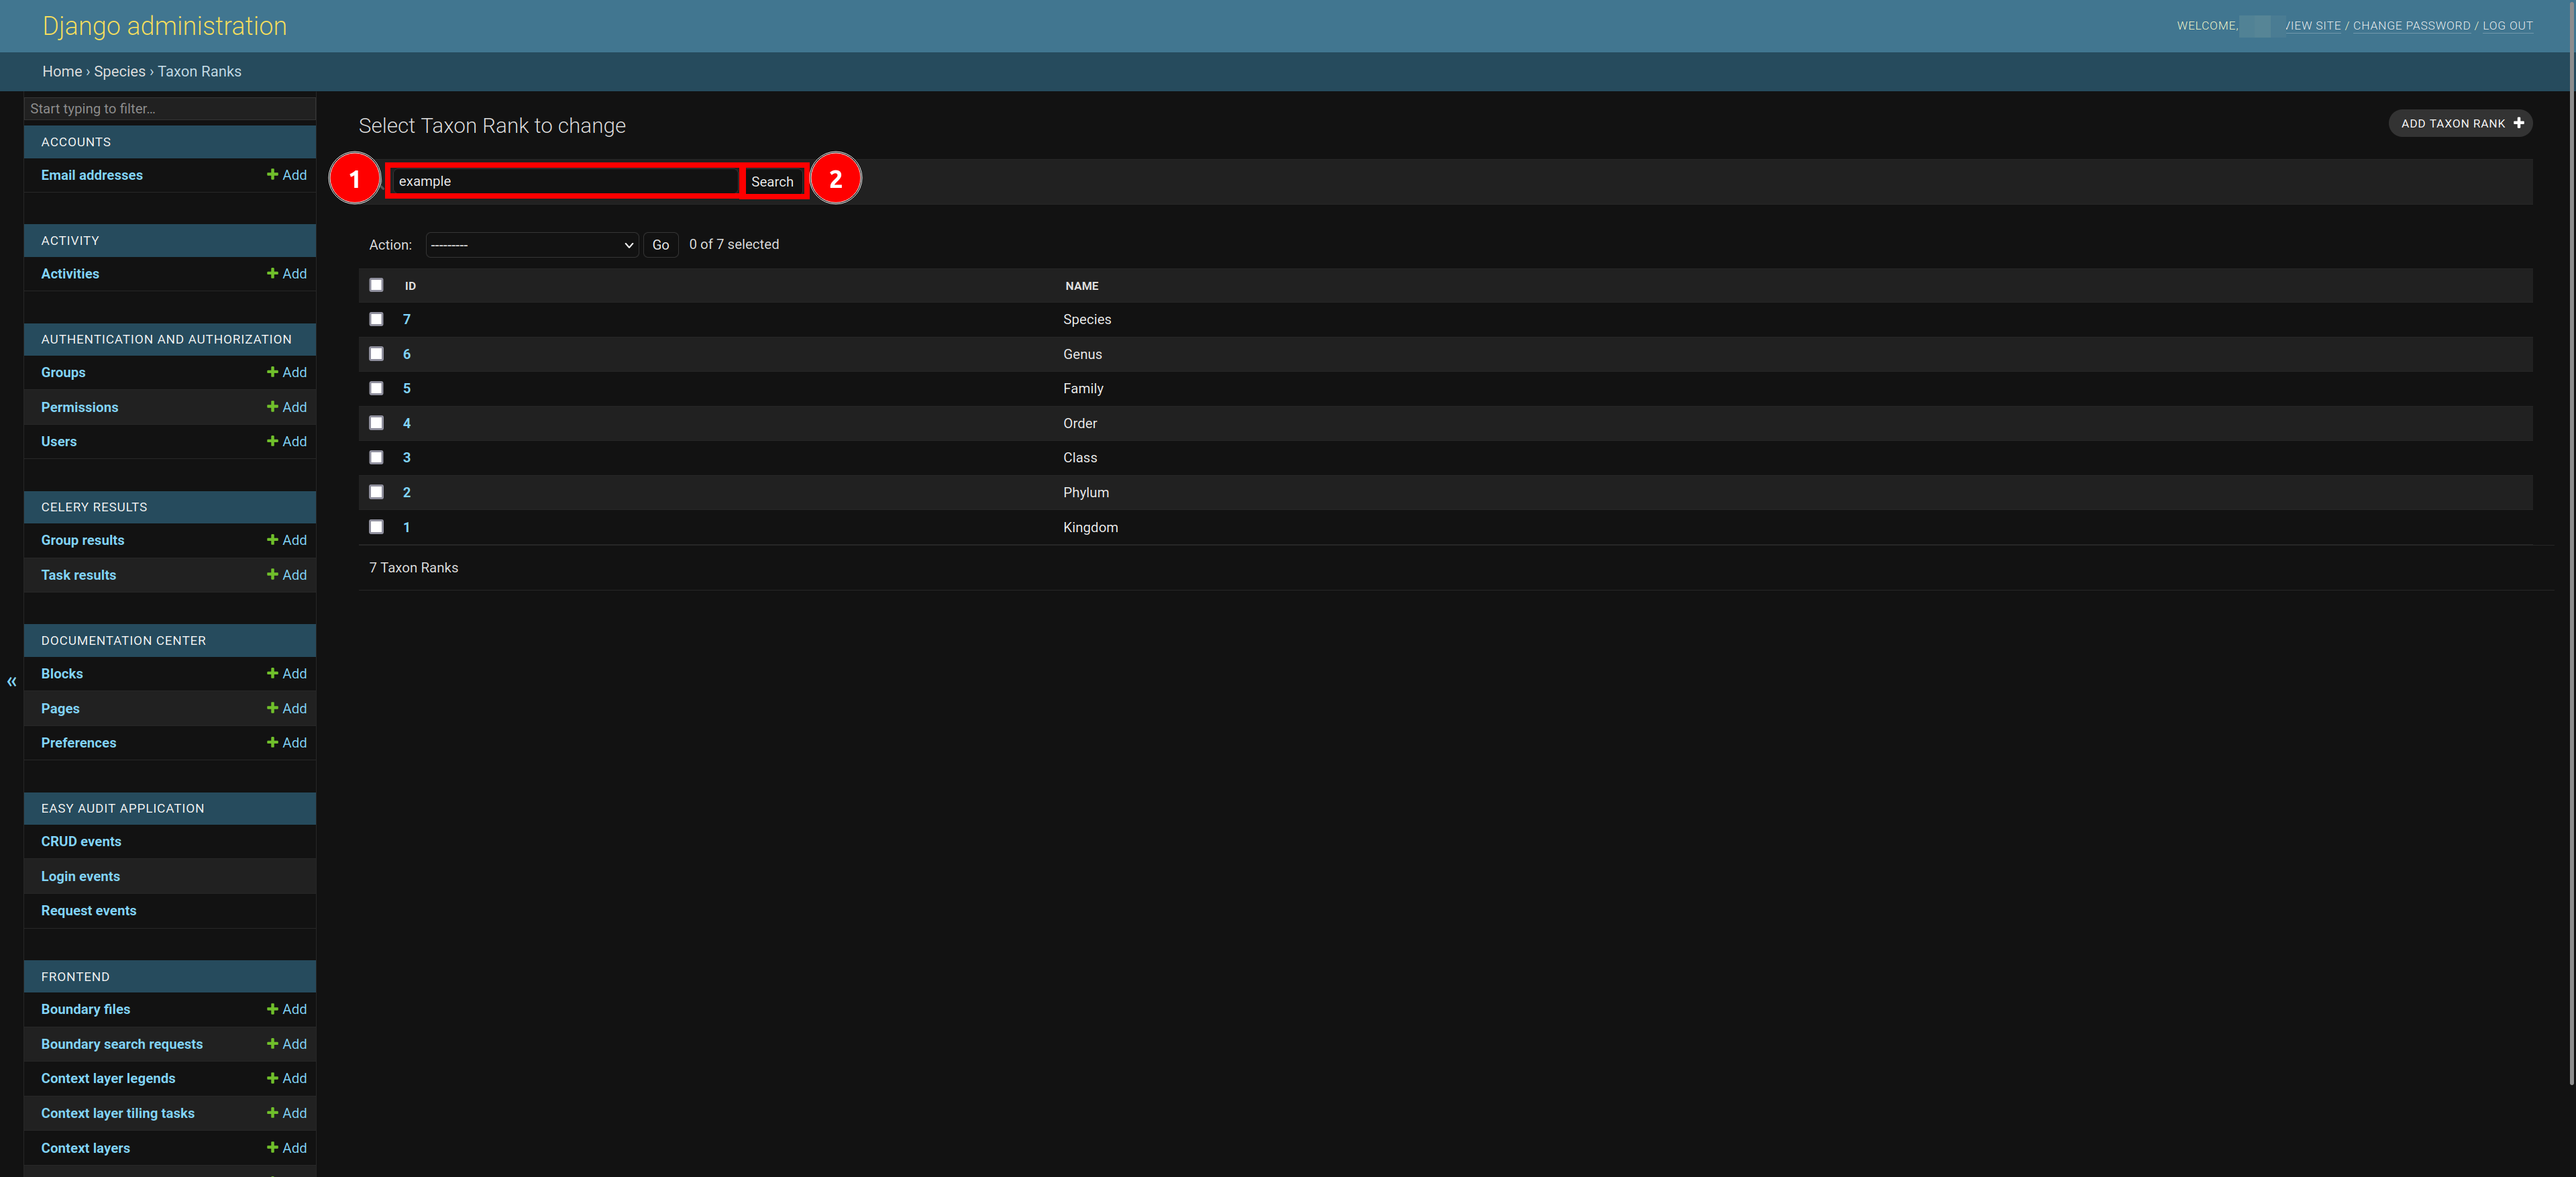 Django administration
WELCOME, VIEW SITE / CHANGE PASSWORD / LOG OUT
Home › Species › Taxon Ranks
Start typing to filter...
ACCOUNTS
Email addresses + Add
ACTIVITY
Activities + Add
AUTHENTICATION AND AUTHORIZATION
Groups + Add
Permissions + Add
Users + Add
CELERY RESULTS
Group results + Add
Task results + Add
DOCUMENTATION CENTER
Blocks + Add
Pages + Add
Preferences + Add
EASY AUDIT APPLICATION
CRUD events
Login events
Request events
FRONTEND
Boundary files + Add
Boundary search requests + Add
Context layer legends + Add
Context layer tiling tasks + Add
Context layers + Add
«
Select Taxon Rank to change
ADD TAXON RANK +
1 example Search 2
Action: --------- Go 0 of 7 selected
ID NAME
7 Species
6 Genus
5 Family
4 Order
3 Class
2 Phylum
1 Kingdom
7 Taxon Ranks